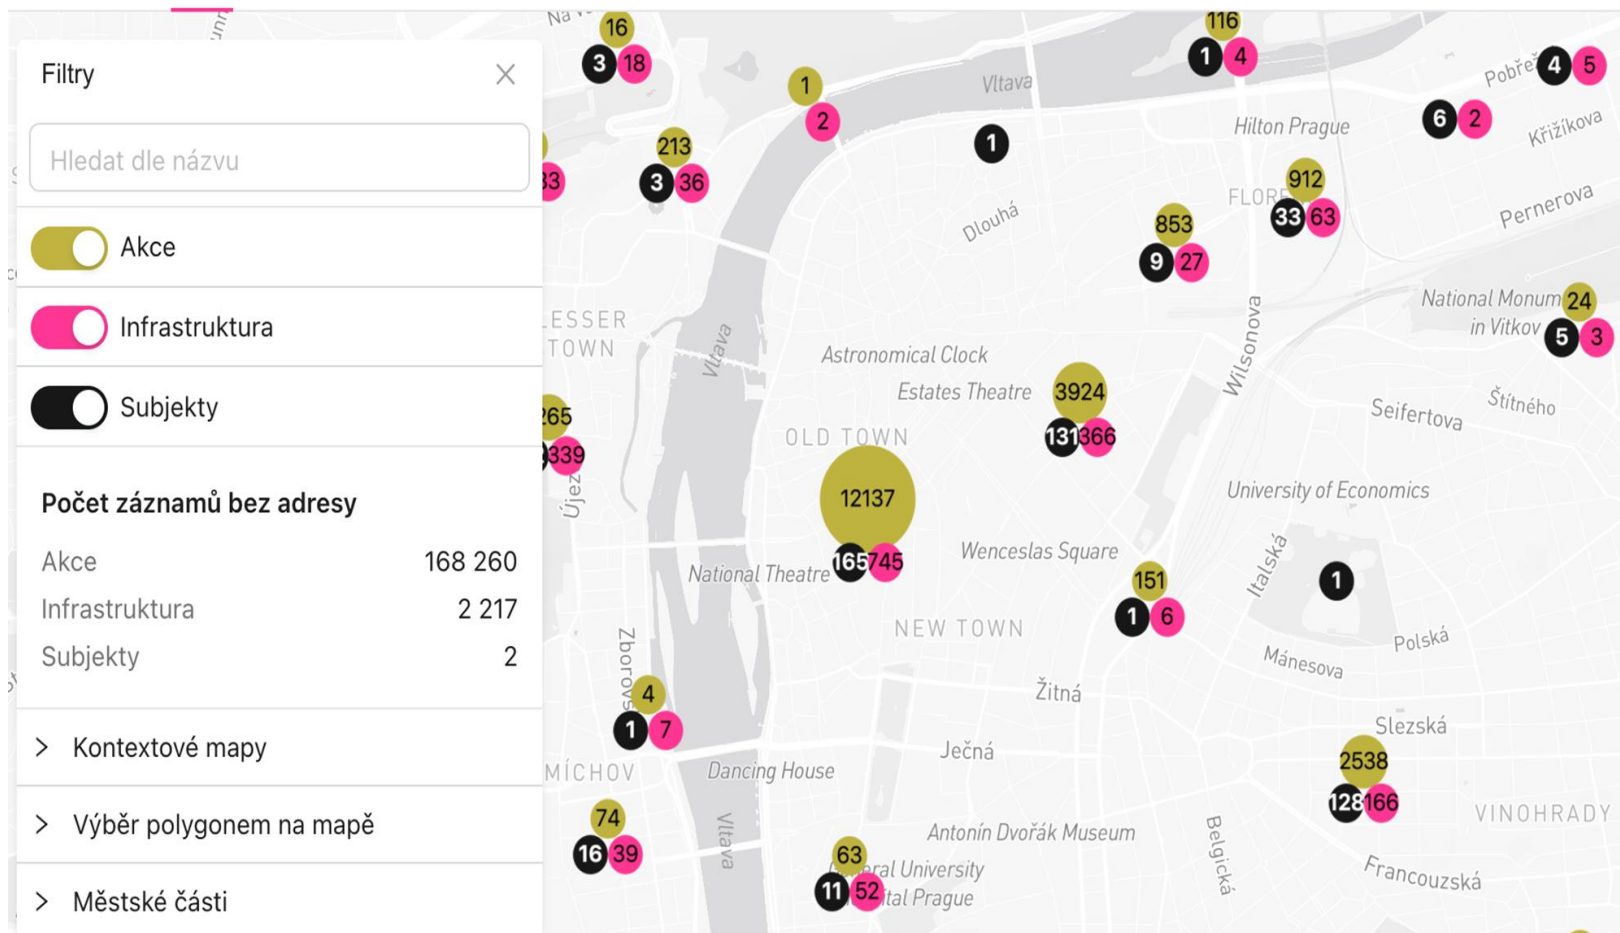 Filtry
Hledat dle názvu
Akce
Infrastruktura
Subjekty
Počet záznamů bez adresy
Akce 168 260
Infrastruktura 2 217
Subjekty 2
Kontextové mapy
Výběr polygonem na mapě
Městské části
16
3 18
1
2
213
3 36
116
1 4
4 5
Vltava
1
Hilton Prague
6 2
Křižíkova
912
33 63
Pernerova
Dlouhá
853
9 27
National Monum
in Vitkov
24
5 3
Wilsonova
Vltava
TOWN
Astronomical Clock
Estates Theatre
3924
131 366
Seifertova
Štítného
OLD TOWN
339
12137
165 745
National Theatre
University of Economics
Wenceslas Square
Italská
1
151
1 6
NEW TOWN
Polská
Mánesova
Žitná
4
1 7
Slezská
Ječná
Dancing House
2538
128 166
VINOHRADY
74
16 39
Vltava
Antonín Dvořák Museum
Belgická
Francouzská
63
11 52
University
Prague